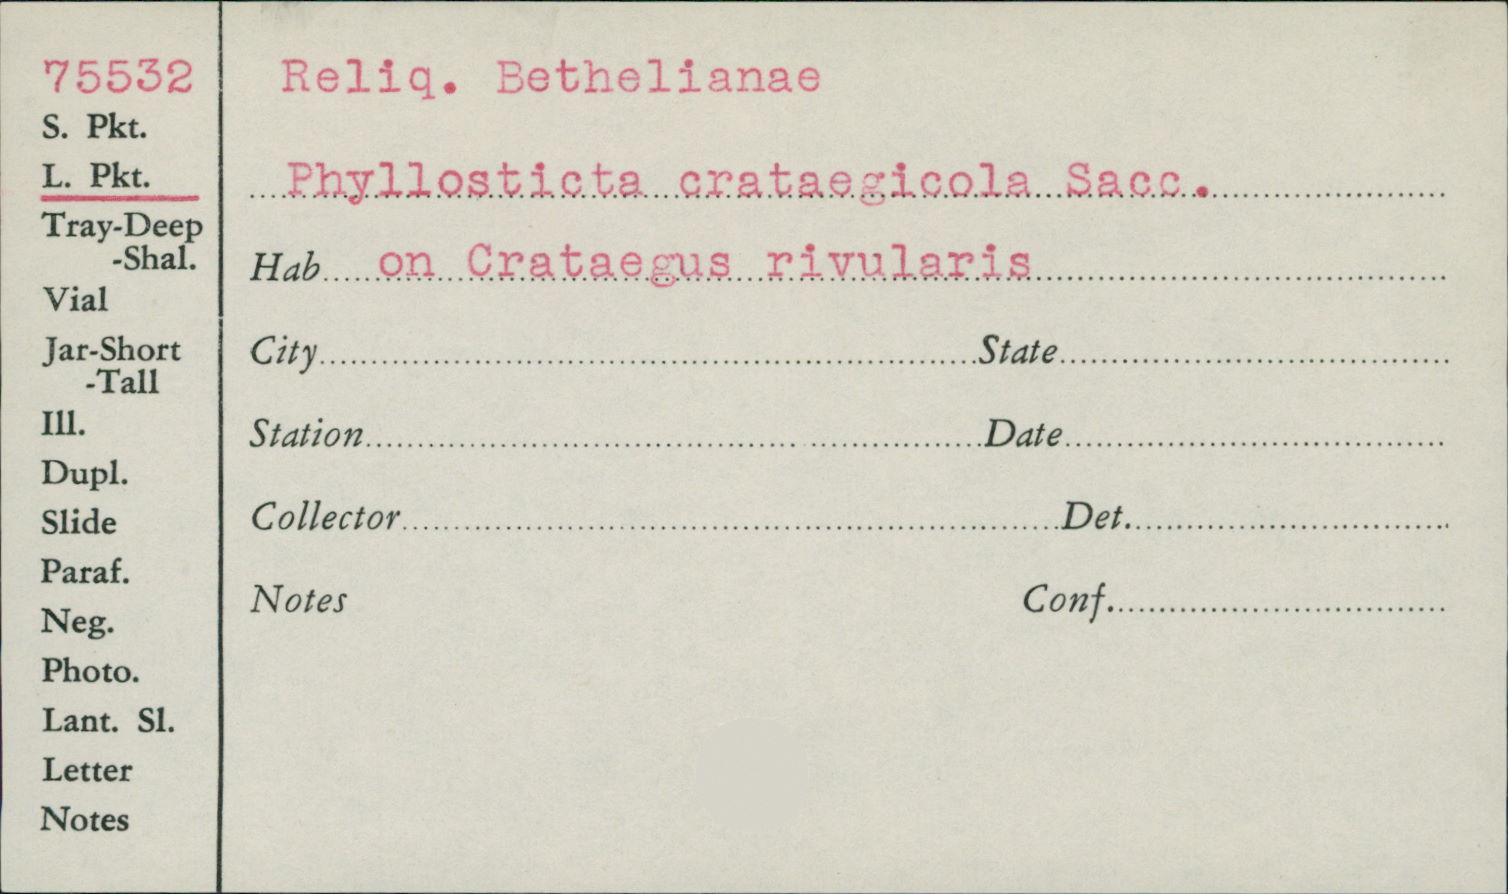 75532
S. Pkt.
L. Pkt.
Tray-Deep
-Shal.
Vial
Jar-Short
-Tall
Ill.
Dupl.
Slide
Paraf.
Neg.
Photo.
Lant. Sl.
Letter
Notes
Reliq. Bethelianae
Phyllosticta crataegicola Sacc.
Hab on Crataegus rivularis
City State
Station Date
Collector Det.
Notes Conf.